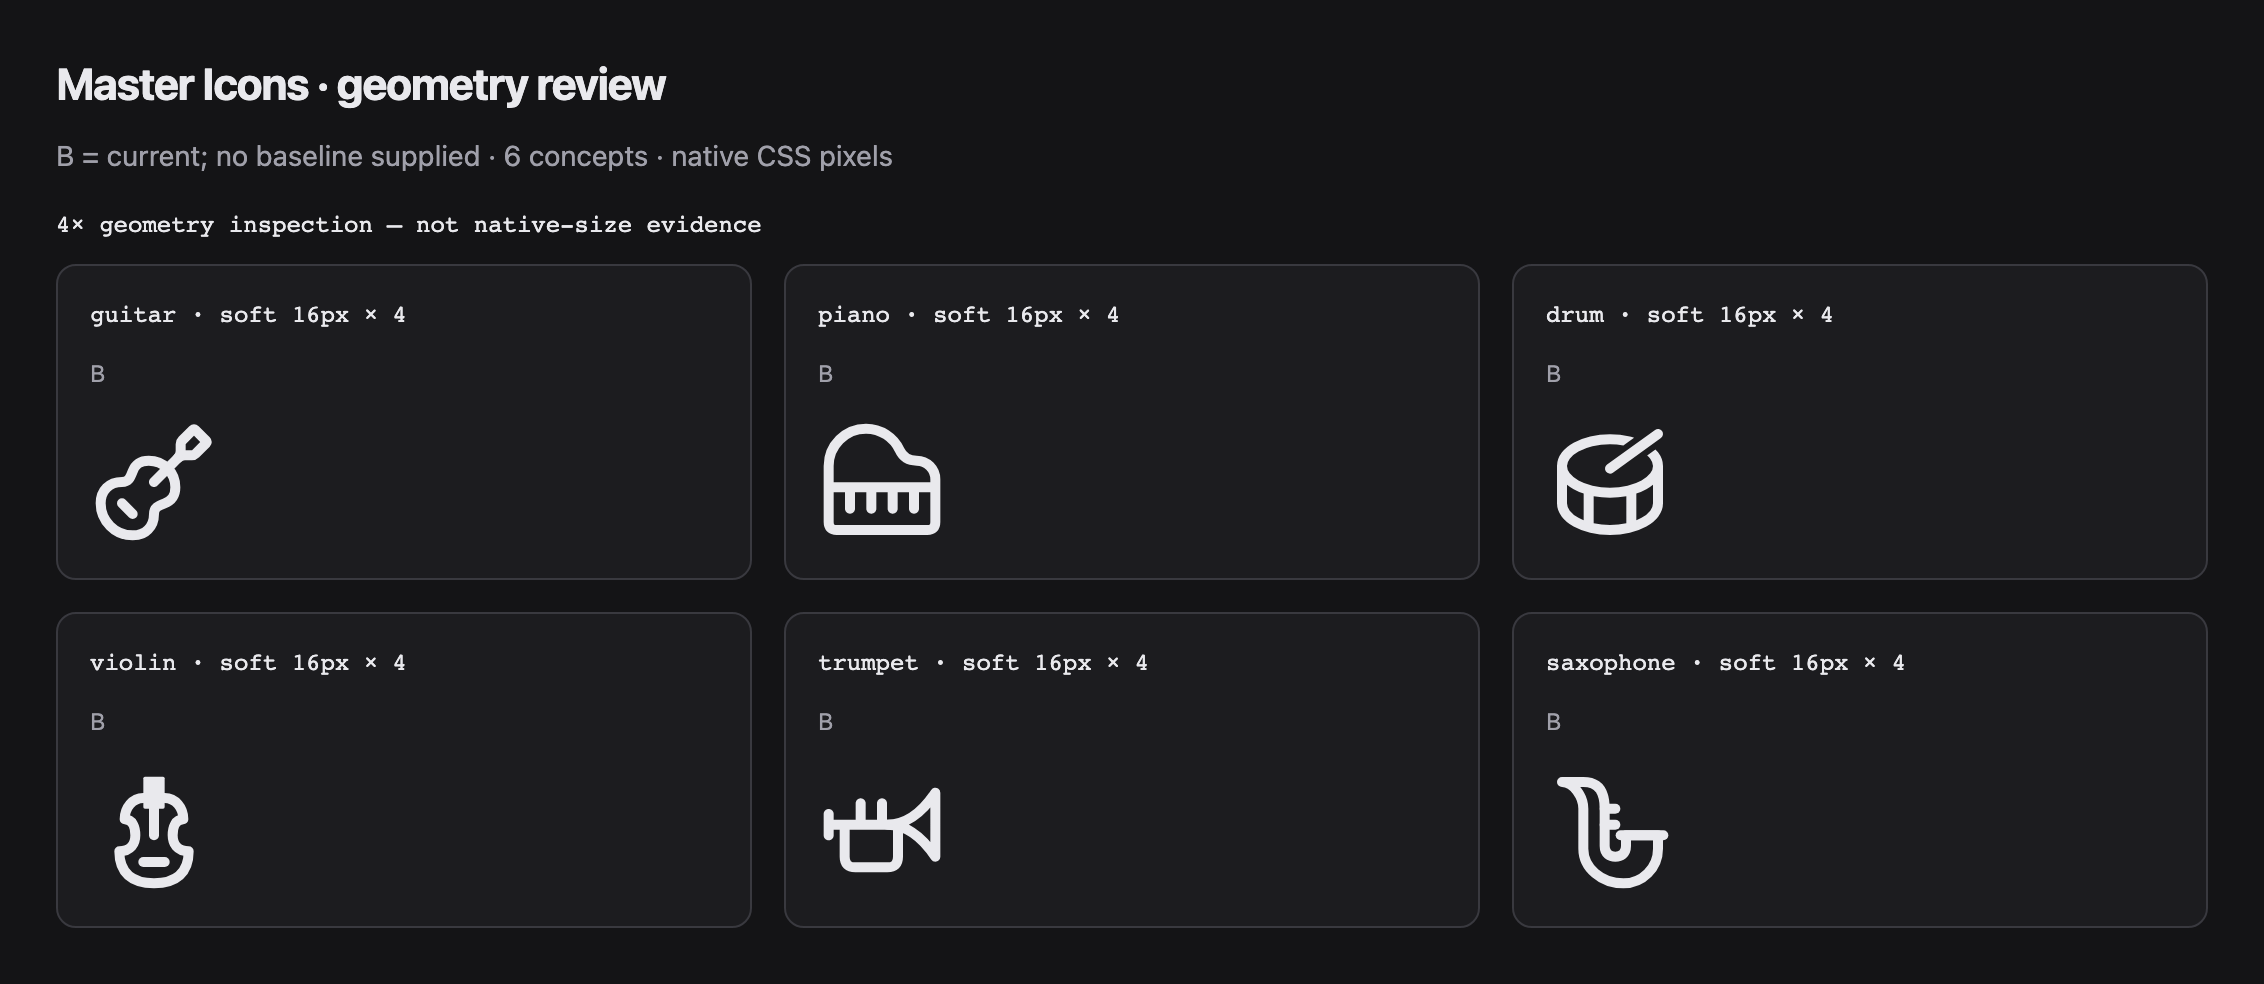 Master Icons · geometry review
B = current; no baseline supplied · 6 concepts · native CSS pixels
4× geometry inspection — not native-size evidence
guitar · soft 16px × 4
B
piano · soft 16px × 4
B
drum · soft 16px × 4
B
violin · soft 16px × 4
B
trumpet · soft 16px × 4
B
saxophone · soft 16px × 4
B